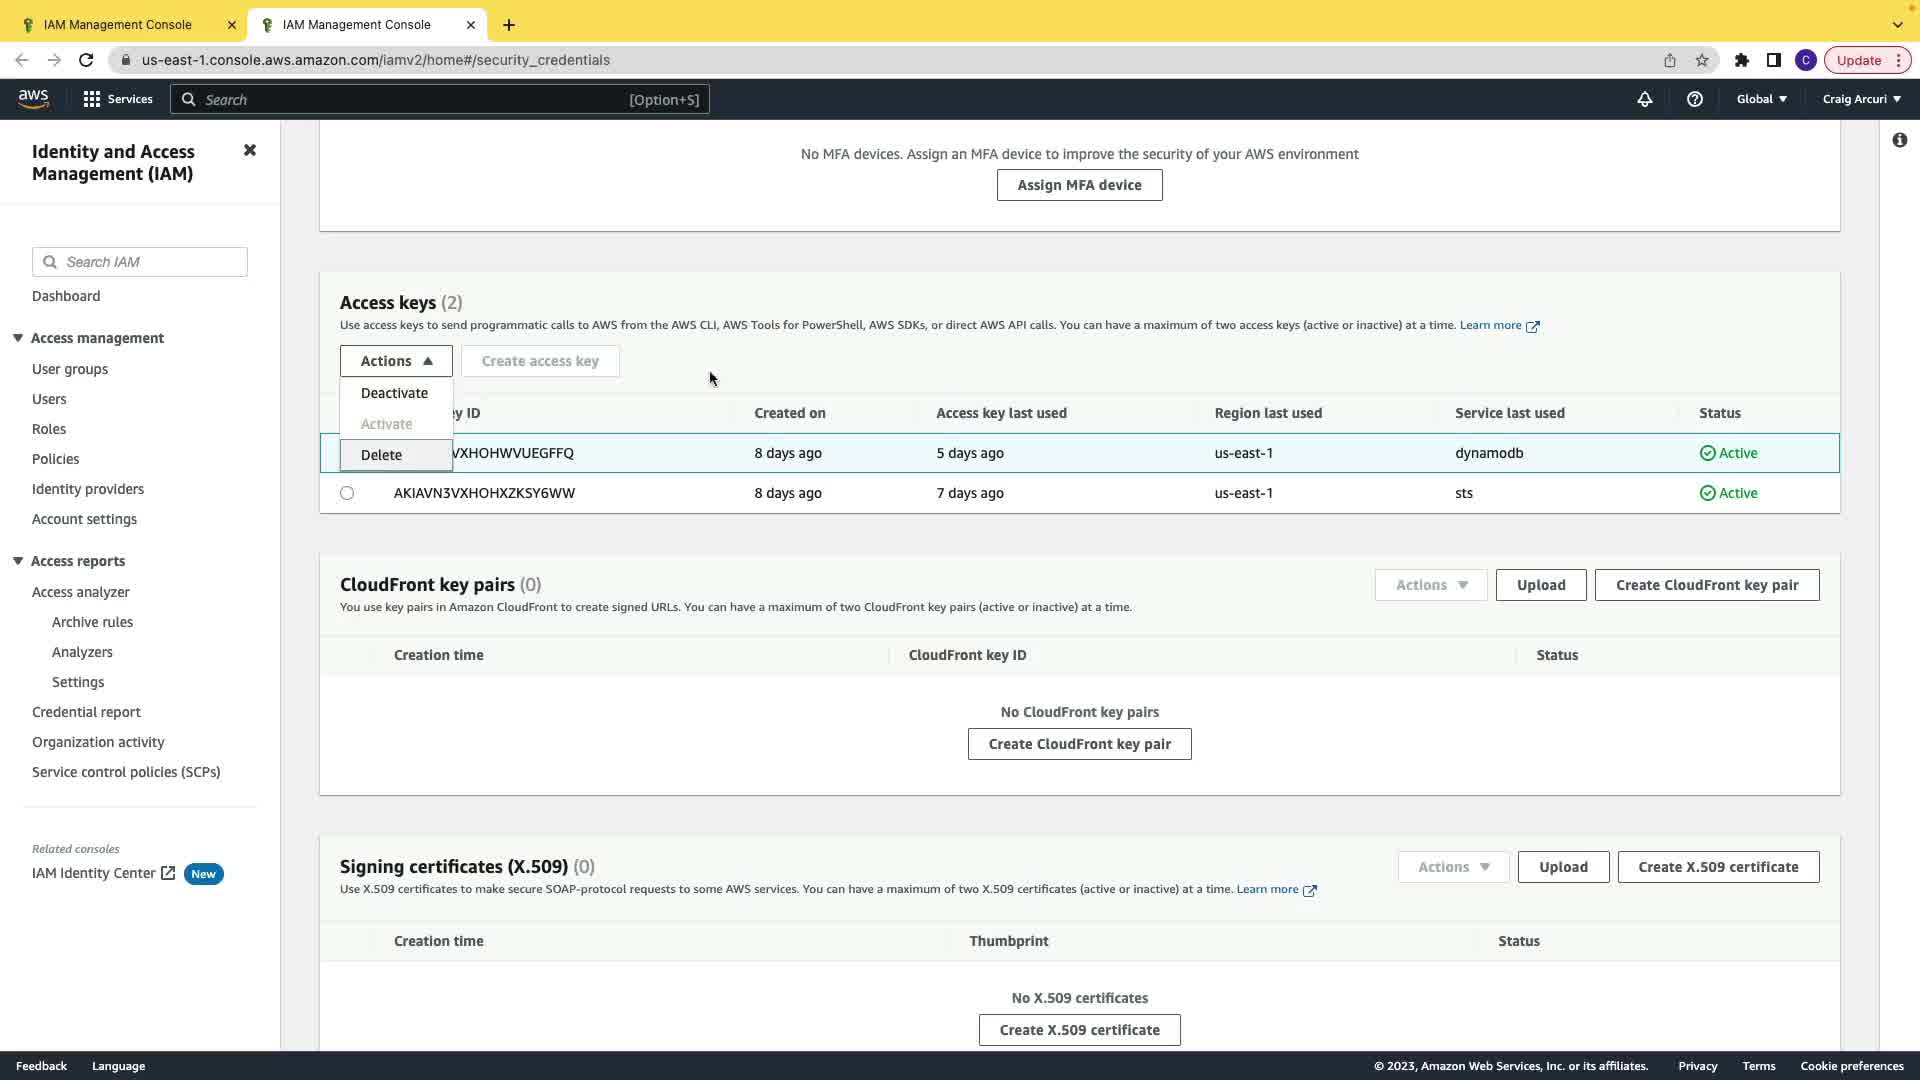 IAM Management Console
IAM Management Console
us-east-1.console.aws.amazon.com/iamv2/home#/security_credentials
C
Update
aws
Services
Search
[Option+S]
Global
Craig Arcuri
Identity and Access
Management (IAM)
Search IAM
Dashboard
Access management
User groups
Users
Roles
Policies
Identity providers
Account settings
Access reports
Access analyzer
Archive rules
Analyzers
Settings
Credential report
Organization activity
Service control policies (SCPs)
Related consoles
IAM Identity Center New
No MFA devices. Assign an MFA device to improve the security of your AWS environment
Assign MFA device
Access keys (2)
Use access keys to send programmatic calls to AWS from the AWS CLI, AWS Tools for PowerShell, AWS SDKs, or direct AWS API calls. You can have a maximum of two access keys (active or inactive) at a time. Learn more
Actions Create access key
Deactivate
Activate
Delete
ey ID Created on Access key last used Region last used Service last used Status
VXHOHWVUEGFFQ 8 days ago 5 days ago us-east-1 dynamodb Active
AKIAVN3VXHOHXZKSY6WW 8 days ago 7 days ago us-east-1 sts Active
CloudFront key pairs (0)
Actions Upload Create CloudFront key pair
You use key pairs in Amazon CloudFront to create signed URLs. You can have a maximum of two CloudFront key pairs (active or inactive) at a time.
Creation time CloudFront key ID Status
No CloudFront key pairs
Create CloudFront key pair
Signing certificates (X.509) (0)
Actions Upload Create X.509 certificate
Use X.509 certificates to make secure SOAP-protocol requests to some AWS services. You can have a maximum of two X.509 certificates (active or inactive) at a time. Learn more
Creation time Thumbprint Status
No X.509 certificates
Create X.509 certificate
Feedback Language © 2023, Amazon Web Services, Inc. or its affiliates. Privacy Terms Cookie preferences